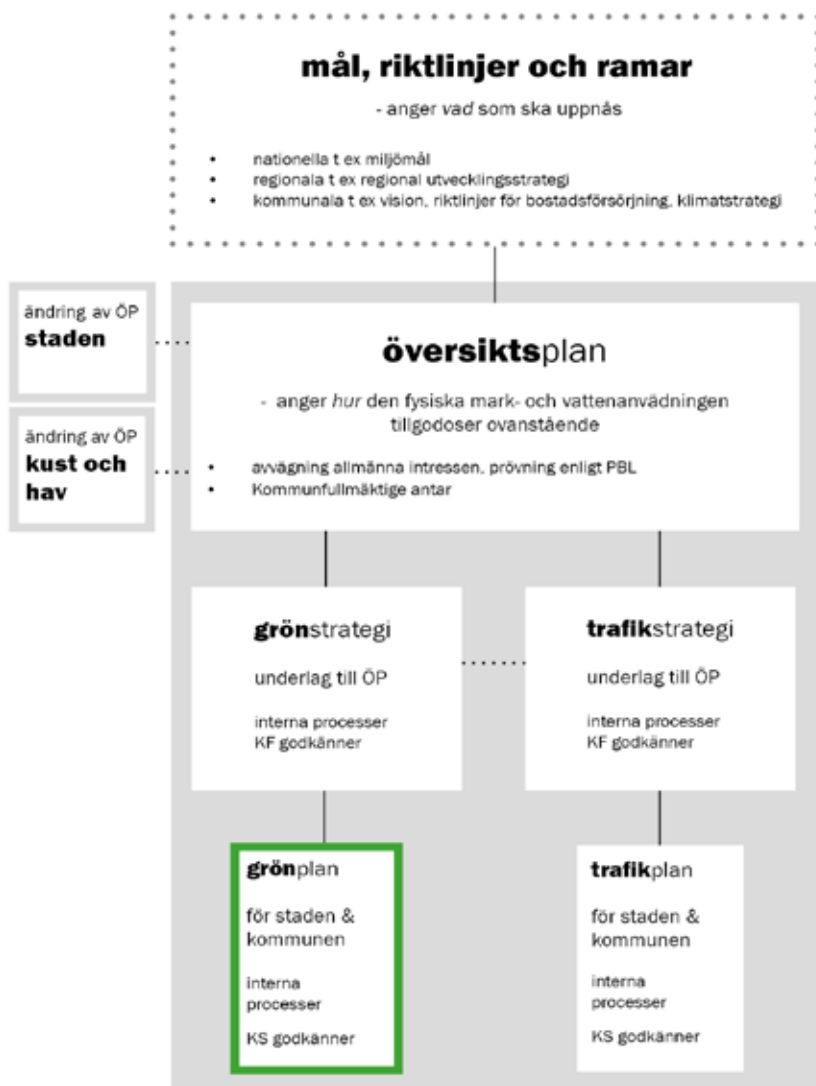 mål, riktlinjer och ramar
- anger vad som ska uppnås
• nationella t ex miljömål
• regionala t ex regional utvecklingsstrategi
• kommunala t ex vision, riktlinjer för bostadsförsörjning, klimatstrategi
ändring av ÖP
staden
ändring av ÖP
kust och
hav
översiktsplan
- anger hur den fysiska mark- och vattenanvädningen
tillgodoser ovanstående
• avvägning allmänna intressen, prövning enligt PBL
• Kommunfullmäktige antar
grönstrategi
underlag till ÖP
interna processer
KF godkänner
trafikstrategi
underlag till ÖP
interna processer
KF godkänner
grönplan
för staden &
kommunen
interna
processer
KS godkänner
trafikplan
för staden &
kommunen
interna
processer
KS godkänner